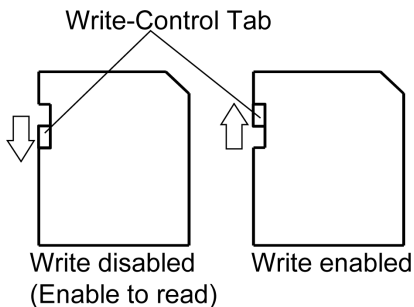 Write-Control Tab
Write disabled
(Enable to read)
Write enabled